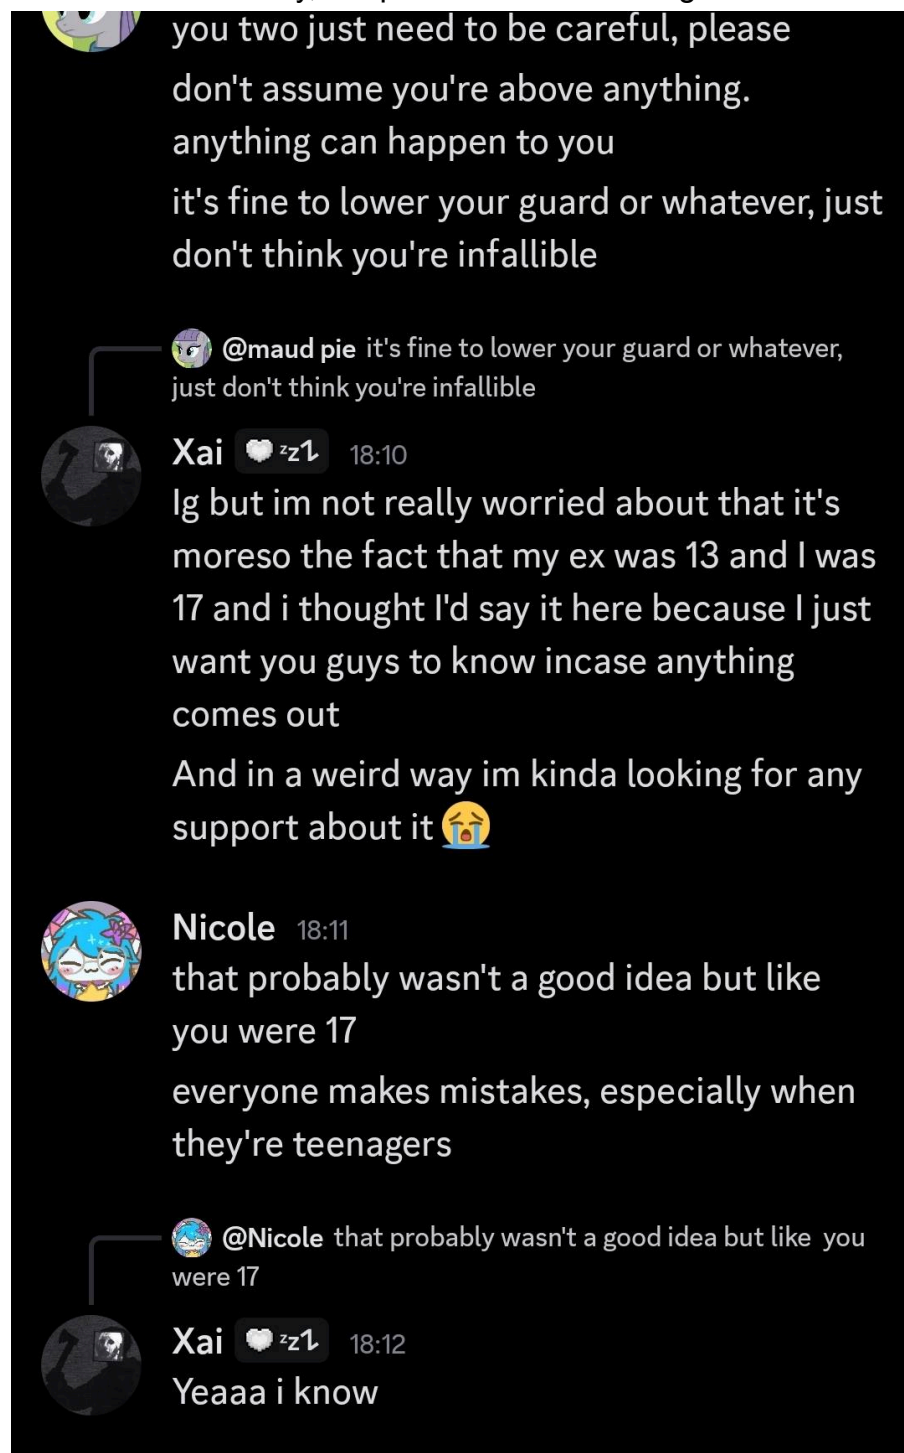 you two just need to be careful, please
don't assume you're above anything.
anything can happen to you
it's fine to lower your guard or whatever, just
don't think you're infallible
@maud pie it's fine to lower your guard or whatever,
just don't think you're infallible
Xai zz 18:10
Ig but im not really worried about that it's
moreso the fact that my ex was 13 and I was
17 and i thought I'd say it here because I just
want you guys to know incase anything
comes out
And in a weird way im kinda looking for any
support about it 😭
Nicole 18:11
that probably wasn't a good idea but like
you were 17
everyone makes mistakes, especially when
they're teenagers
@Nicole that probably wasn't a good idea but like you
were 17
Xai zz 18:12
Yeaaa i know